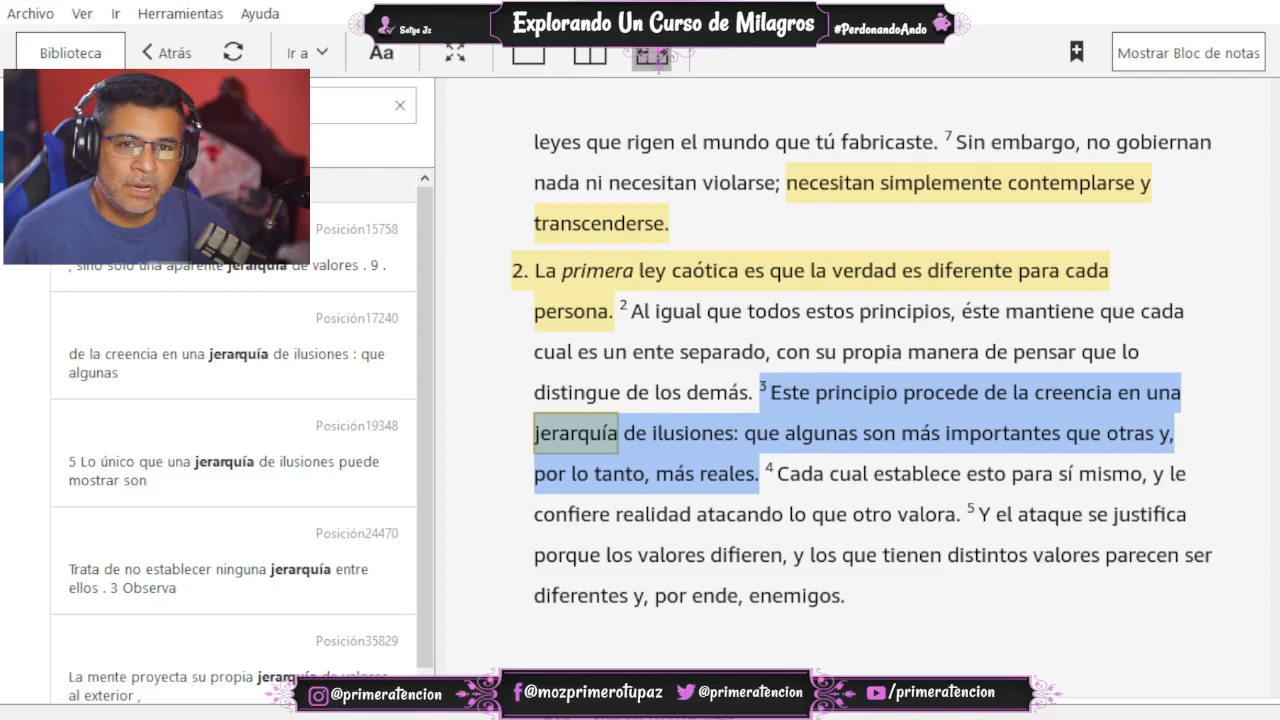 Archivo Ver Ir Herramientas Ayuda
Satya Jz
Explorando Un Curso de Milagros
#PerdonandoAndo
Biblioteca
Atrás
Ir a
Aa
Mostrar Bloc de notas
Posición15758
, sino solo una aparente jerarquía de valores . 9 .
Posición17240
de la creencia en una jerarquía de ilusiones : que
algunas
Posición19348
5 Lo único que una jerarquía de ilusiones puede
mostrar son
Posición24470
Trata de no establecer ninguna jerarquía entre
ellos . 3 Observa
Posición35829
La mente proyecta su propia jerarquía de valores
al exterior ,
leyes que rigen el mundo que tú fabricaste. 7 Sin embargo, no gobiernan
nada ni necesitan violarse; necesitan simplemente contemplarse y
transcenderse.
2. La primera ley caótica es que la verdad es diferente para cada
persona. 2 Al igual que todos estos principios, éste mantiene que cada
cual es un ente separado, con su propia manera de pensar que lo
distingue de los demás. 3 Este principio procede de la creencia en una
jerarquía de ilusiones: que algunas son más importantes que otras y,
por lo tanto, más reales. 4 Cada cual establece esto para sí mismo, y le
confiere realidad atacando lo que otro valora. 5 Y el ataque se justifica
porque los valores difieren, y los que tienen distintos valores parecen ser
diferentes y, por ende, enemigos.
@primeratencion
@mozprimerotupaz
@primeratencion
/primeratencion